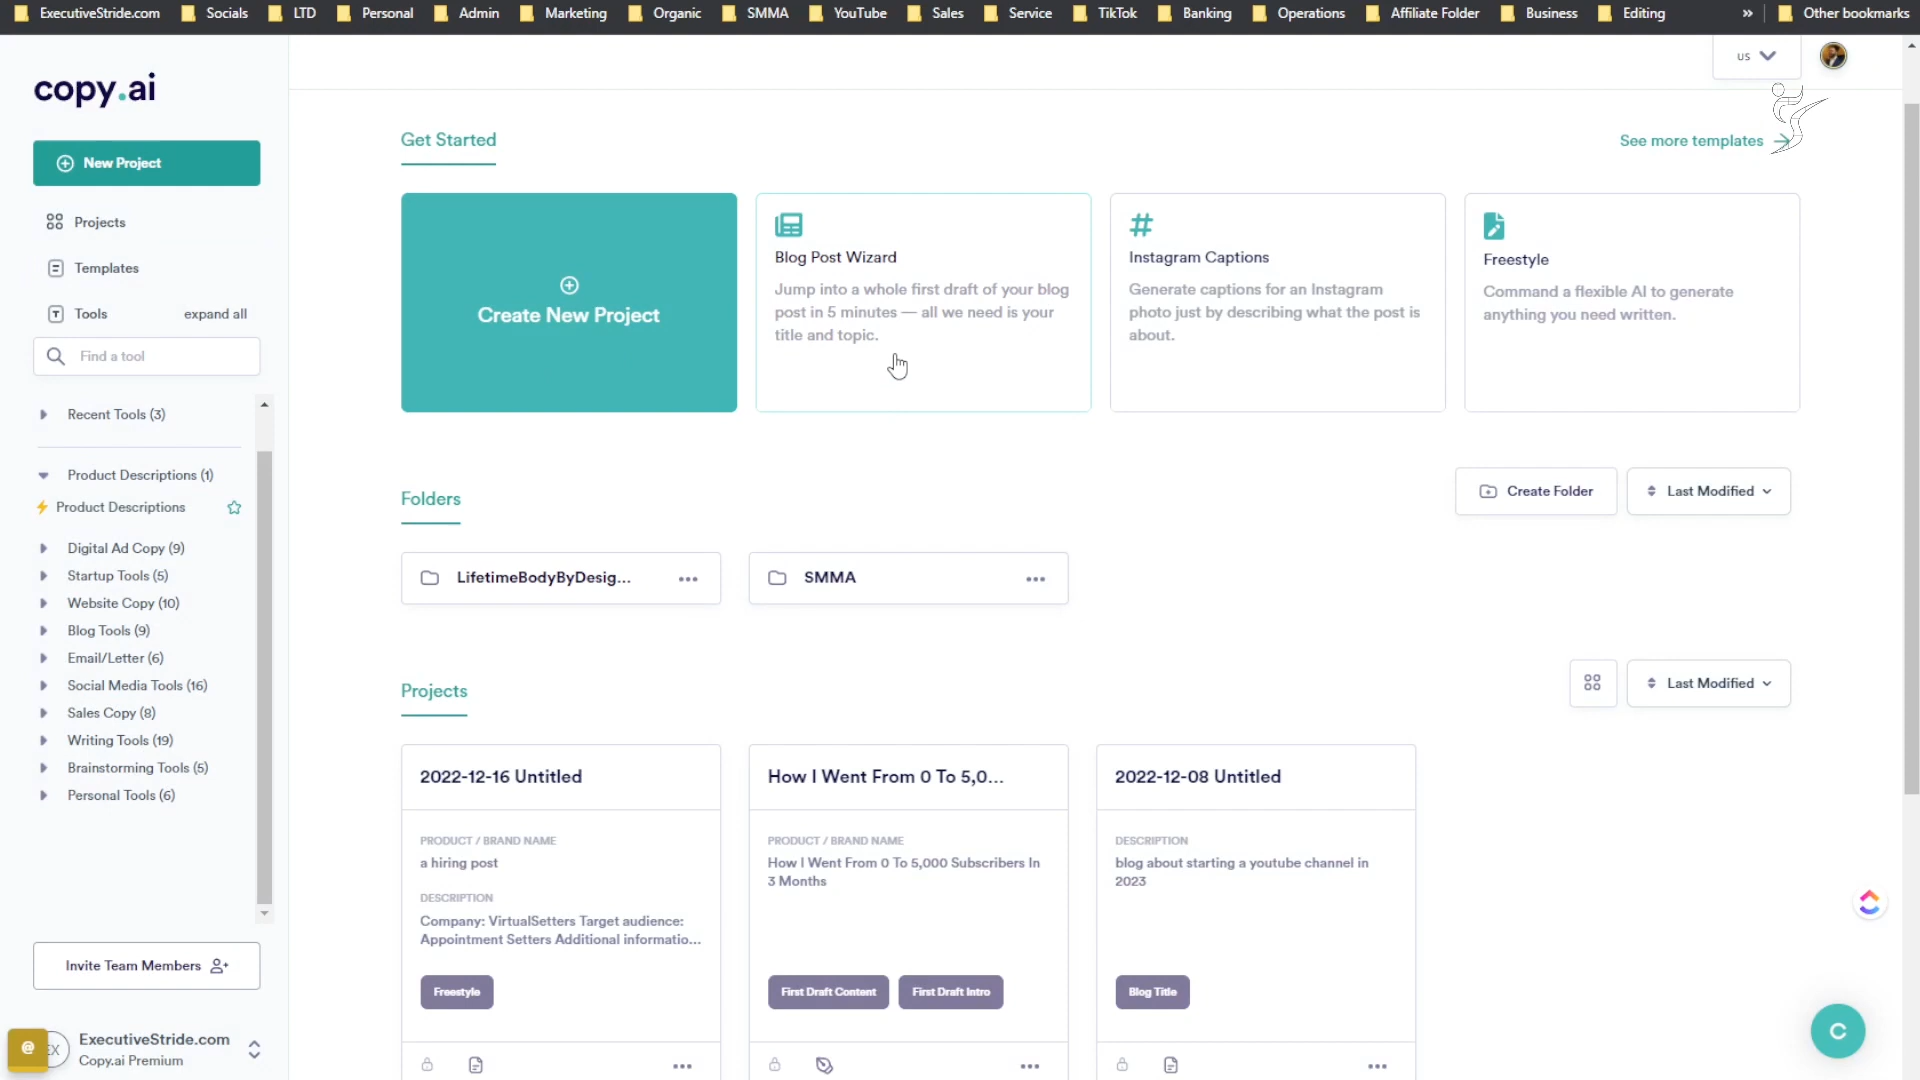 ExecutiveStride.com Socials LTD Personal Admin Marketing Organic SMMA YouTube Sales Service TikTok Banking Operations Affiliate Folder Business Editing » Other bookmarks
copy.ai
US
New Project
Projects
Templates
Tools expand all
Find a tool
Recent Tools (3)
Product Descriptions (1)
Product Descriptions
Digital Ad Copy (9)
Startup Tools (5)
Website Copy (10)
Blog Tools (9)
Email/Letter (6)
Social Media Tools (16)
Sales Copy (8)
Writing Tools (19)
Brainstorming Tools (5)
Personal Tools (6)
Invite Team Members
@ EX
ExecutiveStride.com
Copy.ai Premium
Get Started
See more templates
Create New Project
Blog Post Wizard
Jump into a whole first draft of your blog
post in 5 minutes — all we need is your
title and topic.
Instagram Captions
Generate captions for an Instagram
photo just by describing what the post is
about.
Freestyle
Command a flexible AI to generate
anything you need written.
Folders
Create Folder
Last Modified
LifetimeBodyByDesig...
SMMA
Projects
Last Modified
2022-12-16 Untitled
PRODUCT / BRAND NAME
a hiring post
DESCRIPTION
Company: VirtualSetters Target audience:
Appointment Setters Additional informatio...
Freestyle
How I Went From 0 To 5,0...
PRODUCT / BRAND NAME
How I Went From 0 To 5,000 Subscribers In
3 Months
First Draft Content
First Draft Intro
2022-12-08 Untitled
DESCRIPTION
blog about starting a youtube channel in
2023
Blog Title
C